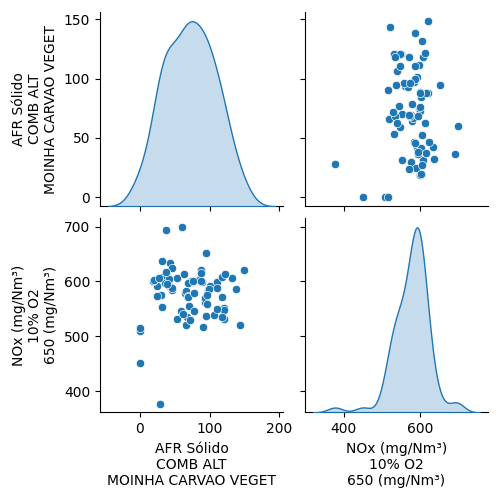 AFR Sólido
COMB ALT
MOINHA CARVAO VEGET
150
100
50
0
NOx (mg/Nm³)
10% O2
650 (mg/Nm³)
700
600
500
400
0
100
200
AFR Sólido
COMB ALT
MOINHA CARVAO VEGET
400
600
NOx (mg/Nm³)
10% O2
650 (mg/Nm³)